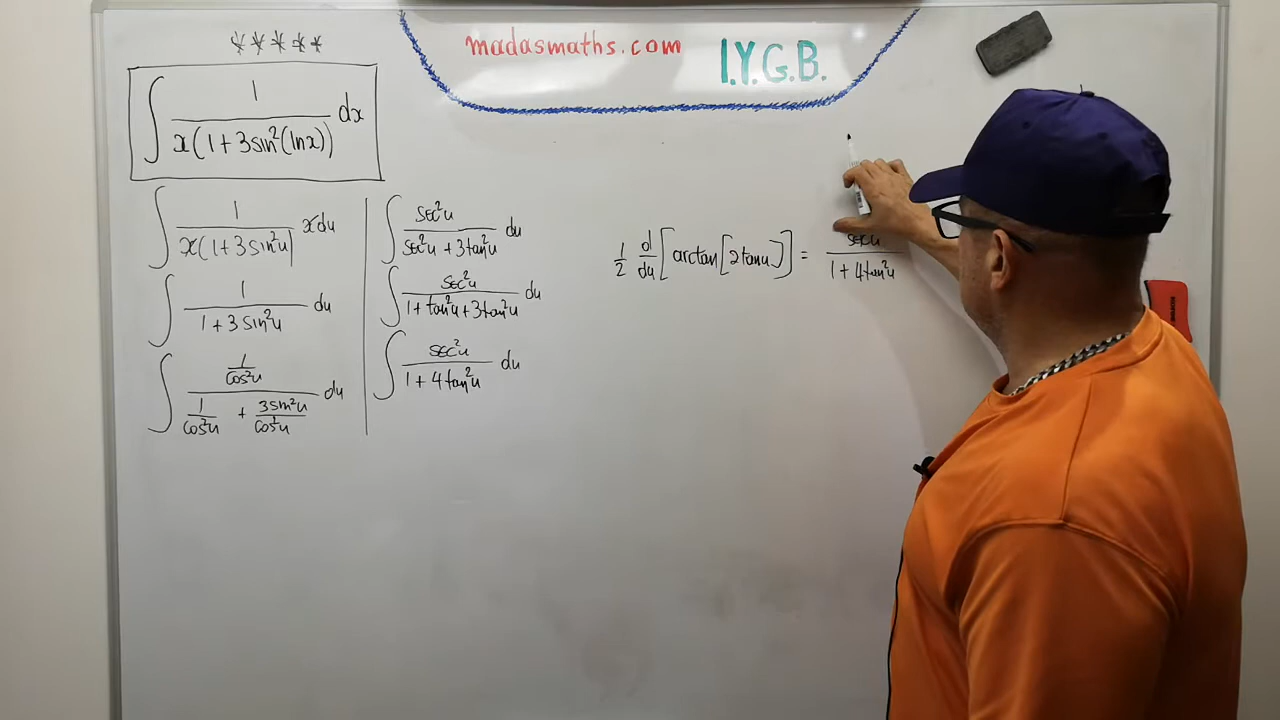 *****
madasmaths.com I.Y.G.B.
∫ 1/(x(1+3sin²(lnx))) dx
∫ 1/(x(1+3sin²u)) x du
∫ 1/(1+3sin²u) du
∫ (1/cos²u)/(1/cos²u + 3sin²u/cos²u) du
∫ sec²u/(sec²u+3tan²u) du
∫ sec²u/(1+tan²u+3tan²u) du
∫ sec²u/(1+4tan²u) du
1/2 d/du[arctan[2tanu]] = sec²u/(1+4tan²u)